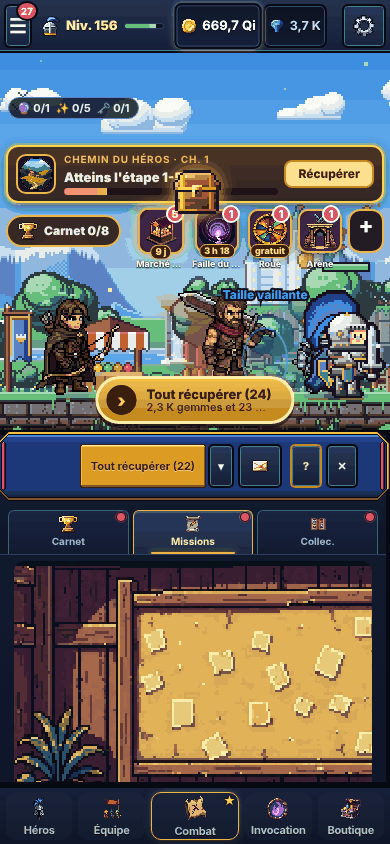 27
Niv. 156
669,7 Qi
3,7 K
0/1 0/5 0/1
CHEMIN DU HÉROS · CH. 1
Atteins l'étape 1-
Récupérer
Carnet 0/8
5
1
1
1
9 j
3 h 18
gratuit
+
Marché ...
Faille du ...
Roue
Arène
Taille vaillante
Tout récupérer (24)
2,3 K gemmes et 23 ...
Tout récupérer (22)
▼
?
×
Carnet
Missions
Collec.
Héros
Équipe
Combat
Invocation
Boutique